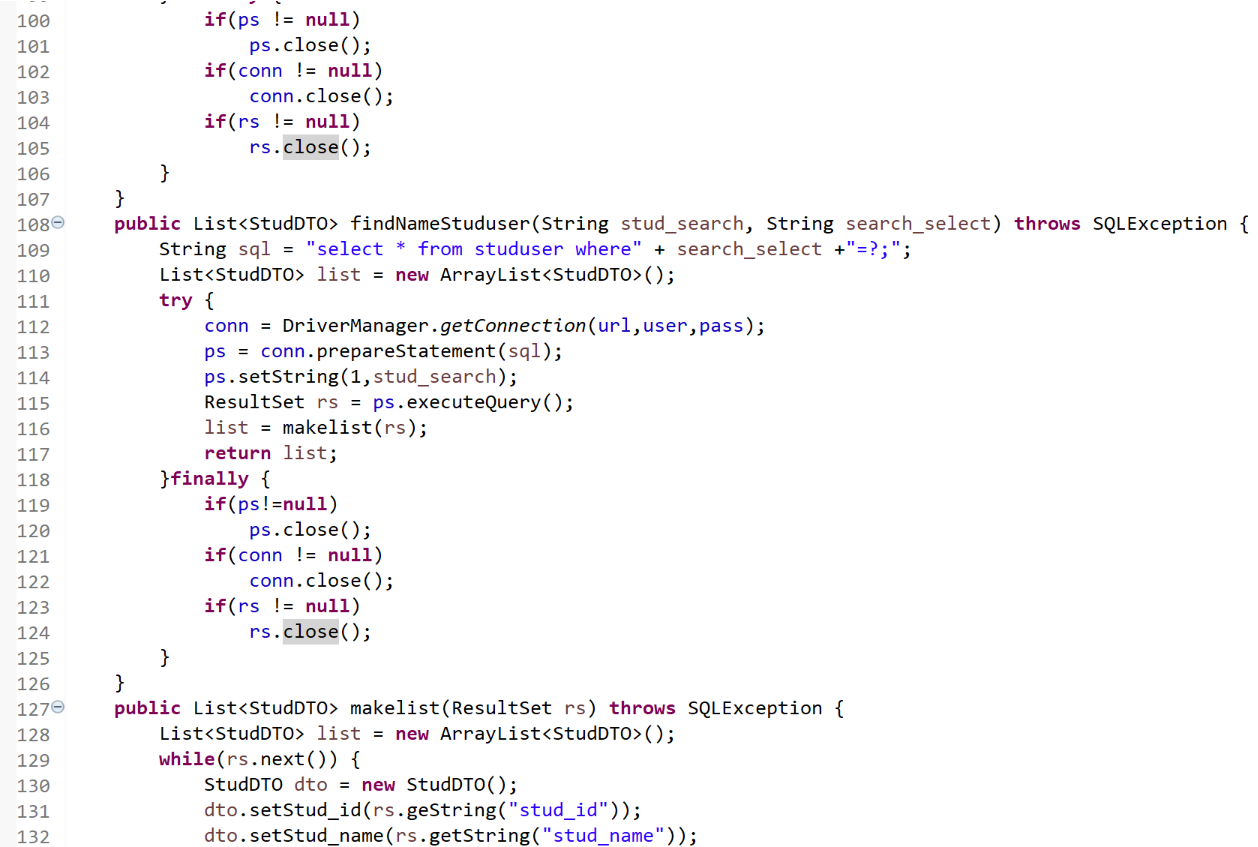 100 if(ps != null)
101 ps.close();
102 if(conn != null)
103 conn.close();
104 if(rs != null)
105 rs.close();
106 }
107 }
108 public List<StudDTO> findNameStuduser(String stud_search, String search_select) throws SQLException {
109 String sql = "select * from studuser where" + search_select +"=?;";
110 List<StudDTO> list = new ArrayList<StudDTO>();
111 try {
112 conn = DriverManager.getConnection(url,user,pass);
113 ps = conn.prepareStatement(sql);
114 ps.setString(1,stud_search);
115 ResultSet rs = ps.executeQuery();
116 list = makelist(rs);
117 return list;
118 }finally {
119 if(ps!=null)
120 ps.close();
121 if(conn != null)
122 conn.close();
123 if(rs != null)
124 rs.close();
125 }
126 }
127 public List<StudDTO> makelist(ResultSet rs) throws SQLException {
128 List<StudDTO> list = new ArrayList<StudDTO>();
129 while(rs.next()) {
130 StudDTO dto = new StudDTO();
131 dto.setStud_id(rs.geString("stud_id"));
132 dto.setStud_name(rs.getString("stud_name"));